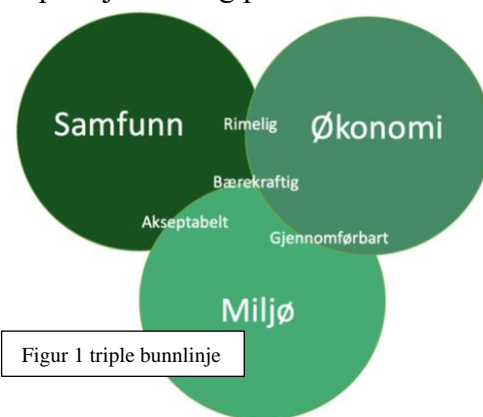 Samfunn
Rimelig
Økonomi
Bærekraftig
Akseptabelt
Gjennomførbart
Miljø
Figur 1 triple bunnlinje